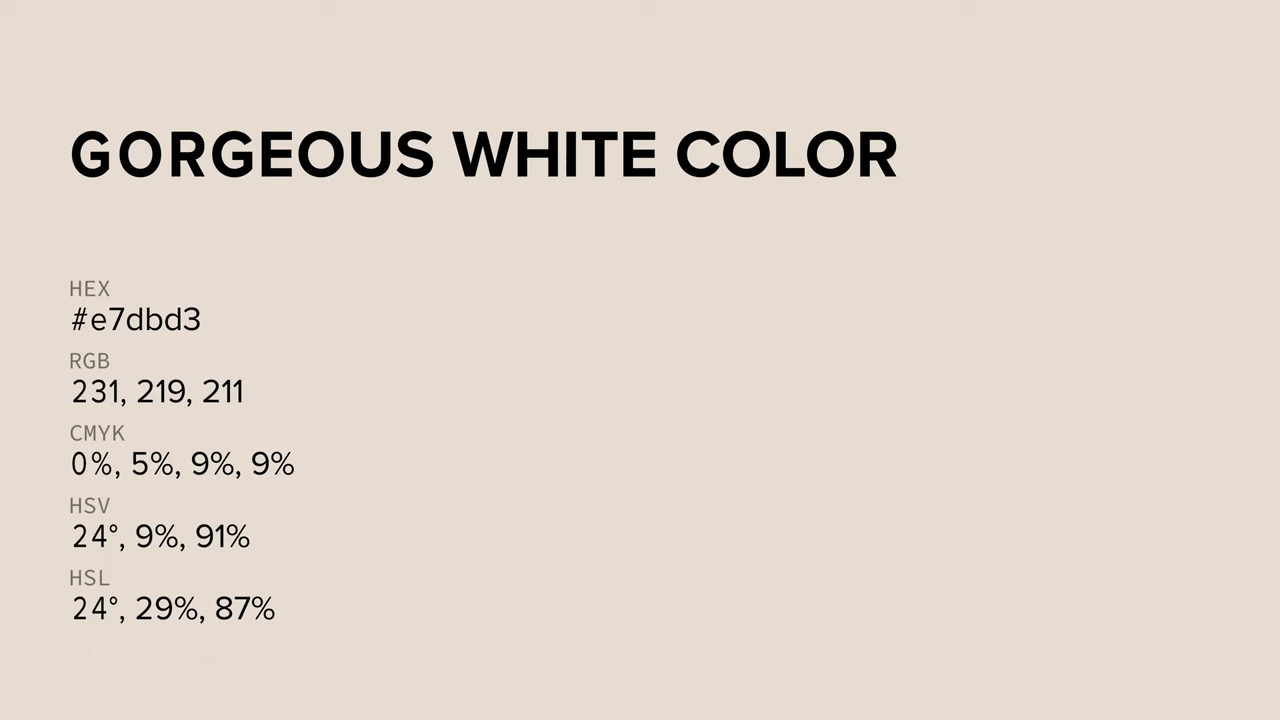 GORGEOUS WHITE COLOR
HEX
#e7dbd3
RGB
231, 219, 211
CMYK
0%, 5%, 9%, 9%
HSV
24°, 9%, 91%
HSL
24°, 29%, 87%